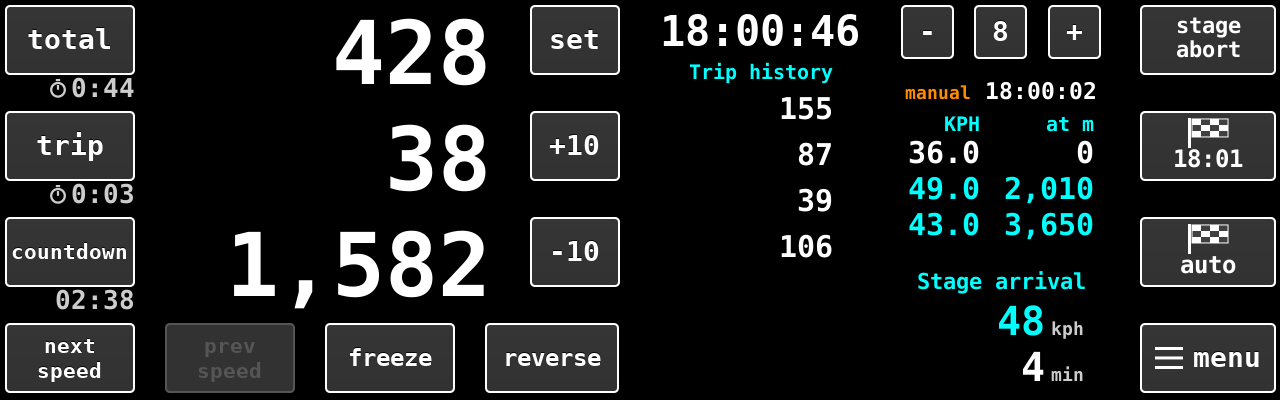 total
0:44
428
set
trip
0:03
38
+10
countdown
02:38
1,582
-10
next
speed
prev
speed
freeze
reverse
18:00:46
Trip history
155
87
39
106
- 8 +
manual 18:00:02
KPH at m
36.0 0
49.0 2,010
43.0 3,650
Stage arrival
48 kph
4 min
stage
abort
18:01
auto
menu